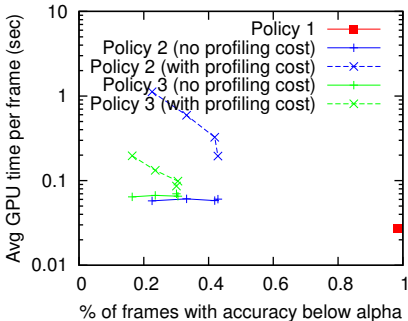 10
1
0.1
0.01
Avg GPU time per frame (sec)
Policy 1
Policy 2 (no profiling cost)
Policy 2 (with profiling cost)
Policy 3 (no profiling cost)
Policy 3 (with profiling cost)
0 0.2 0.4 0.6 0.8 1
% of frames with accuracy below alpha